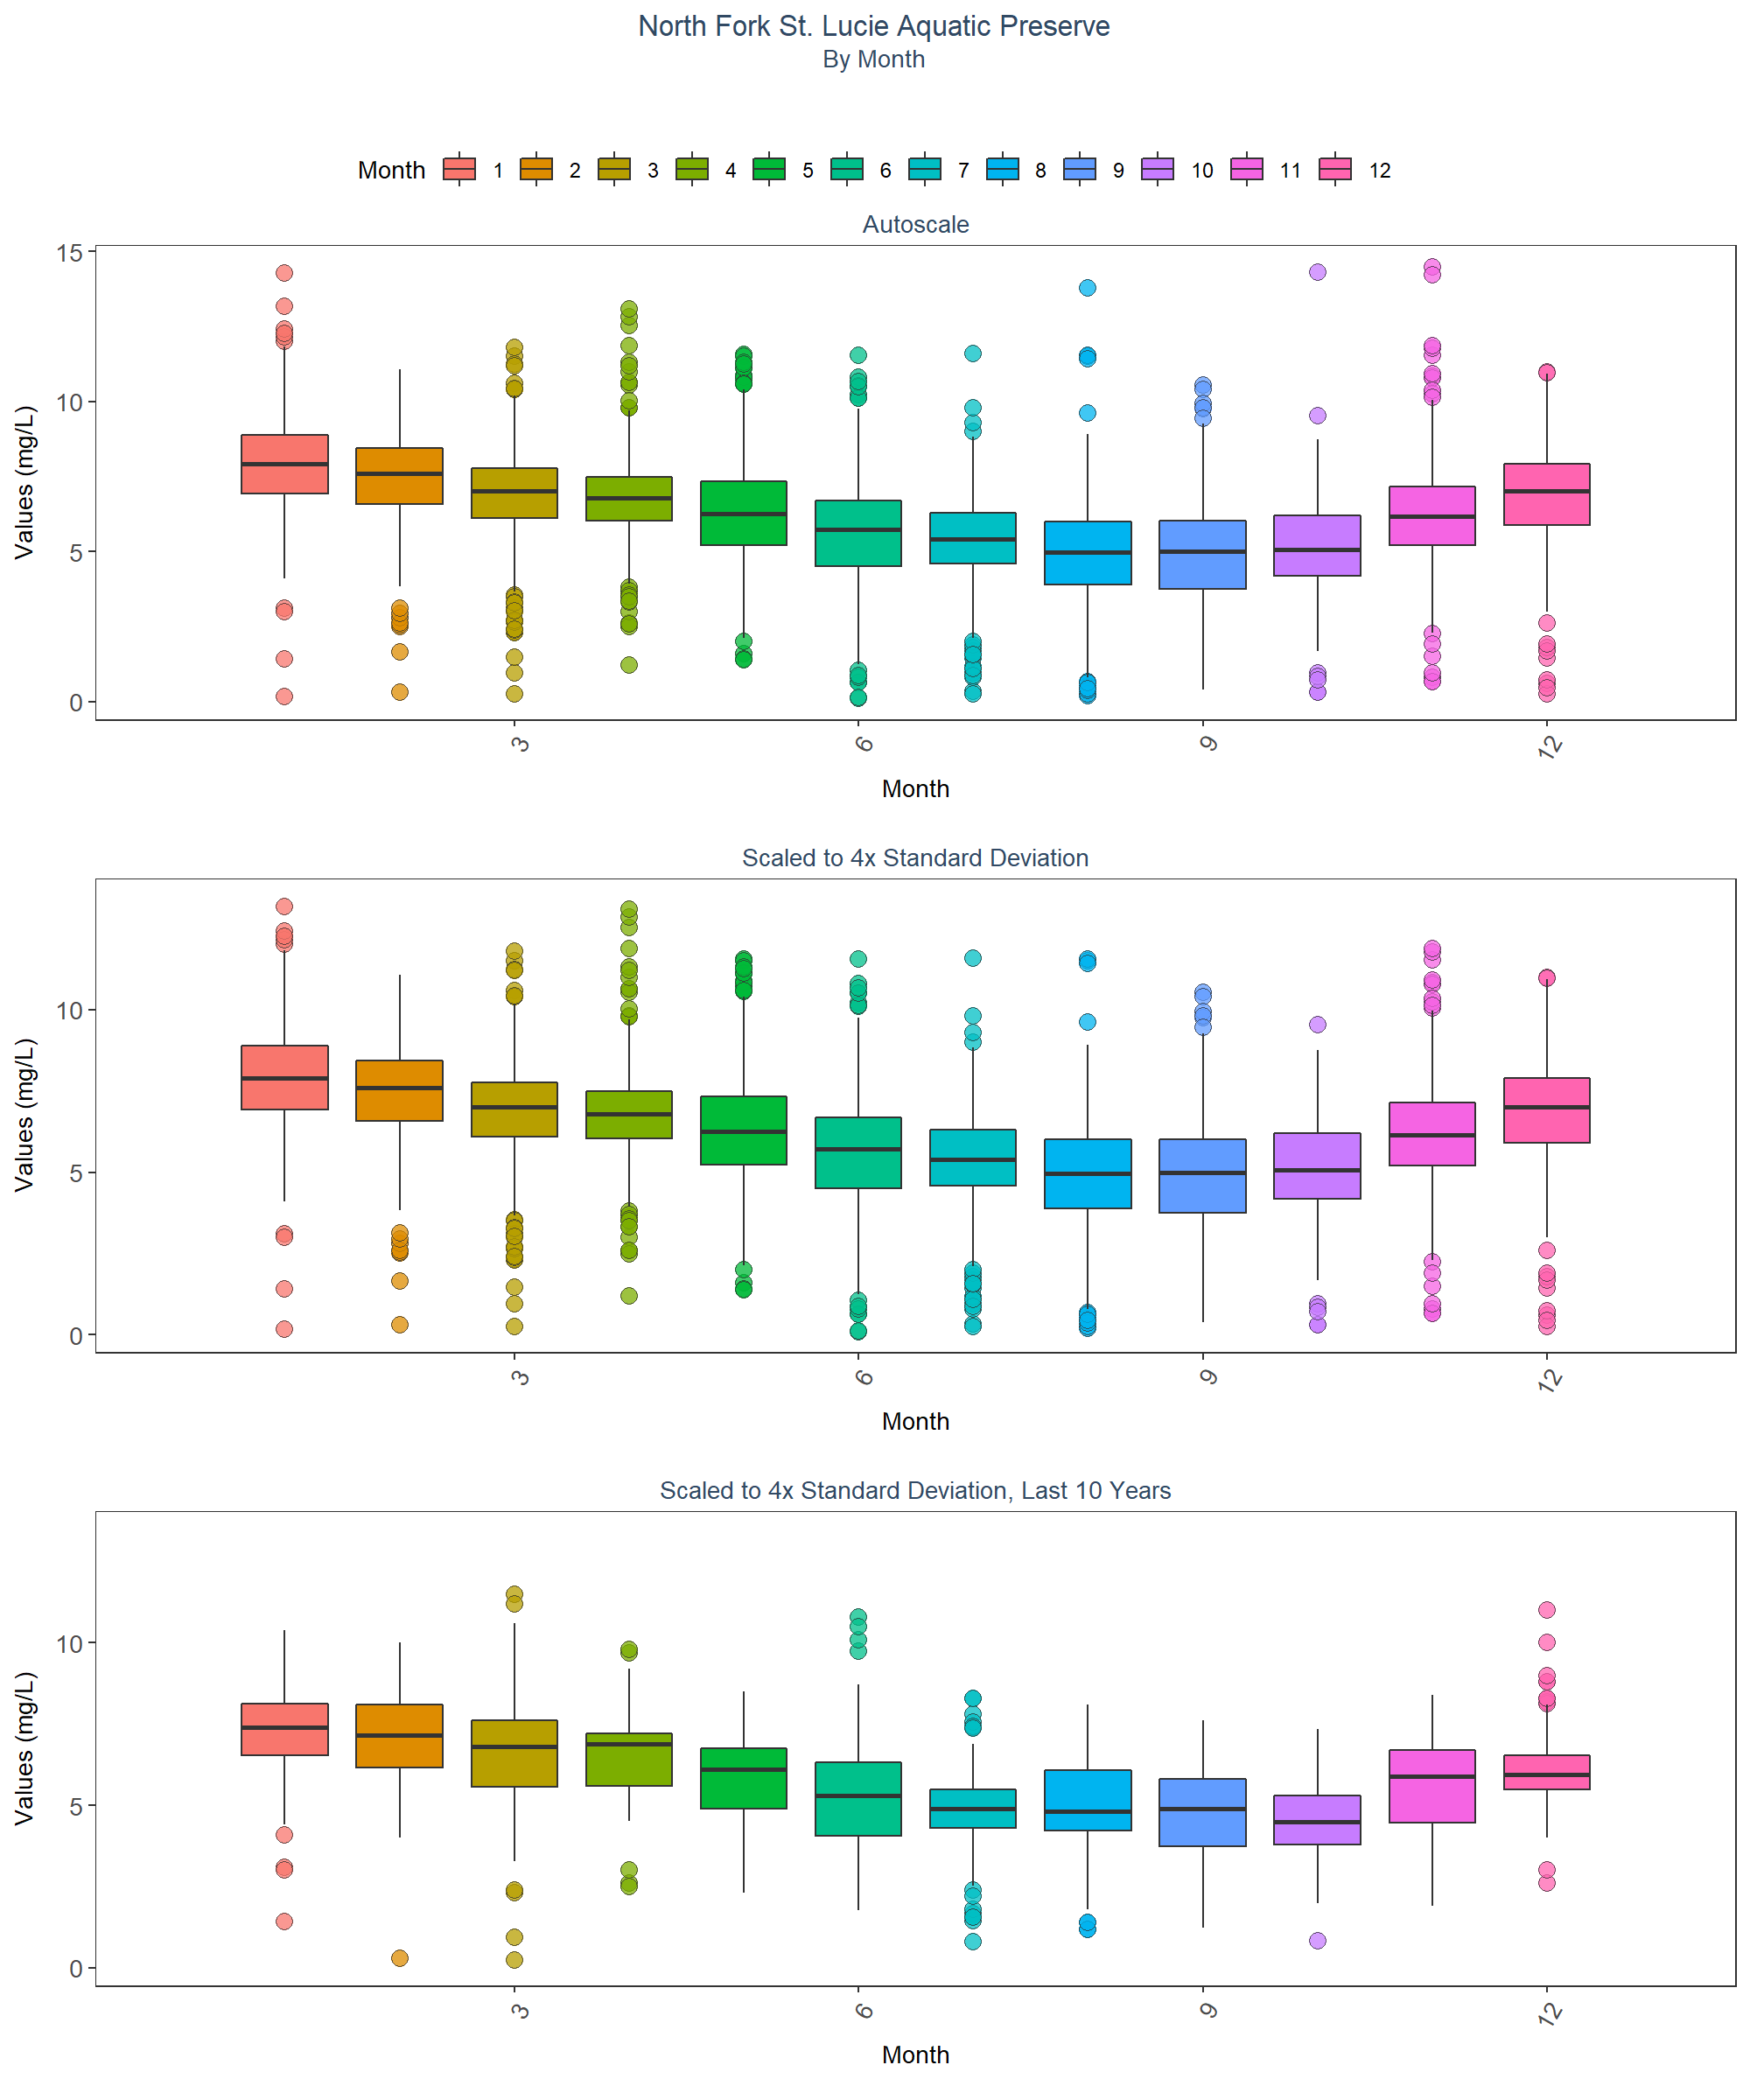 North Fork St. Lucie Aquatic Preserve
By Month
Month 1 2 3 4 5 6 7 8 9 10 11 12
Autoscale
15
10
5
0
Values (mg/L)
3 6 9 12
Month
Scaled to 4x Standard Deviation
10
5
0
Values (mg/L)
3 6 9 12
Month
Scaled to 4x Standard Deviation, Last 10 Years
10
5
0
Values (mg/L)
3 6 9 12
Month